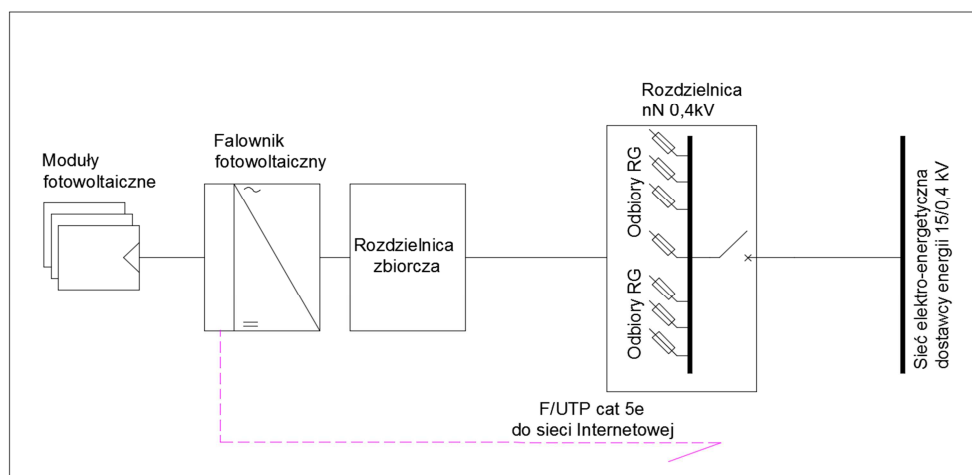 Moduły
fotowoltaiczne
Falownik
fotowoltaiczny
Rozdzielnica
zbiorcza
Rozdzielnica
nN 0,4kV
Odbiory RG
Odbiory RG
Sieć elektro-energetyczna
dostawcy energii 15/0,4 kV
F/UTP cat 5e
do sieci Internetowej